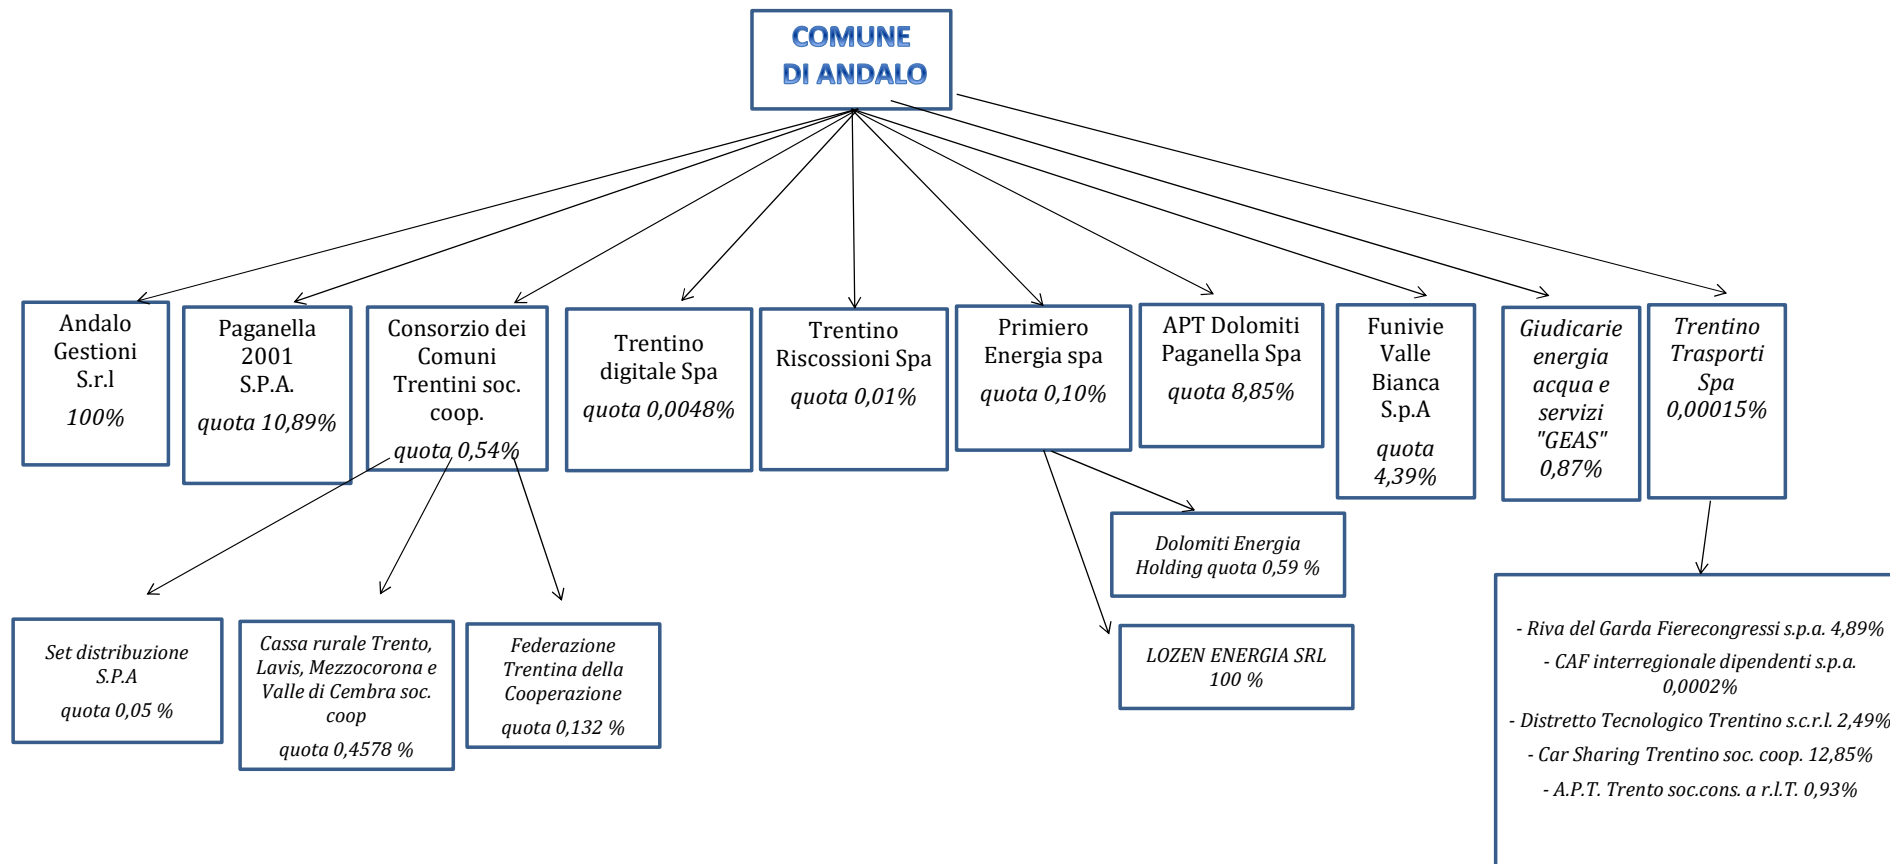 COMUNE
DI ANDALO
Andalo
Gestioni
S.r.l
100%
Paganella
2001
S.P.A.
quota 10,89%
Consorzio dei
Comuni
Trentini soc.
coop.
quota 0,54%
Trentino
digitale Spa
quota 0,0048%
Trentino
Riscossioni Spa
quota 0,01%
Primiero
Energia spa
quota 0,10%
APT Dolomiti
Paganella Spa
quota 8,85%
Funivie
Valle
Bianca
S.p.A
quota
4,39%
Giudicarie
energia
acqua e
servizi
"GEAS"
0,87%
Trentino
Trasporti
Spa
0,00015%
Set distribuzione
S.P.A
quota 0,05 %
Cassa rurale Trento,
Lavis, Mezzocorona e
Valle di Cembra soc.
coop
quota 0,4578 %
Federazione
Trentina della
Cooperazione
quota 0,132 %
Dolomiti Energia
Holding quota 0,59 %
LOZEN ENERGIA SRL
100 %
- Riva del Garda Fierecongressi s.p.a. 4,89%
- CAF interregionale dipendenti s.p.a.
0,0002%
- Distretto Tecnologico Trentino s.c.r.l. 2,49%
- Car Sharing Trentino soc. coop. 12,85%
- A.P.T. Trento soc.cons. a r.l.T. 0,93%